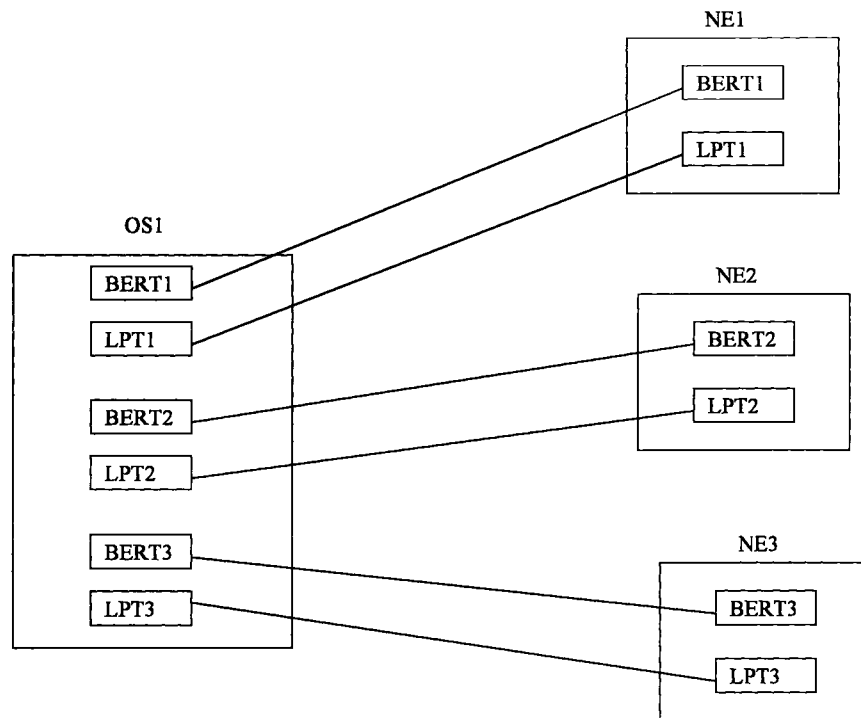 NE1
BERT1
LPT1
OS1
BERT1
LPT1
BERT2
LPT2
BERT3
LPT3
NE2
BERT2
LPT2
NE3
BERT3
LPT3